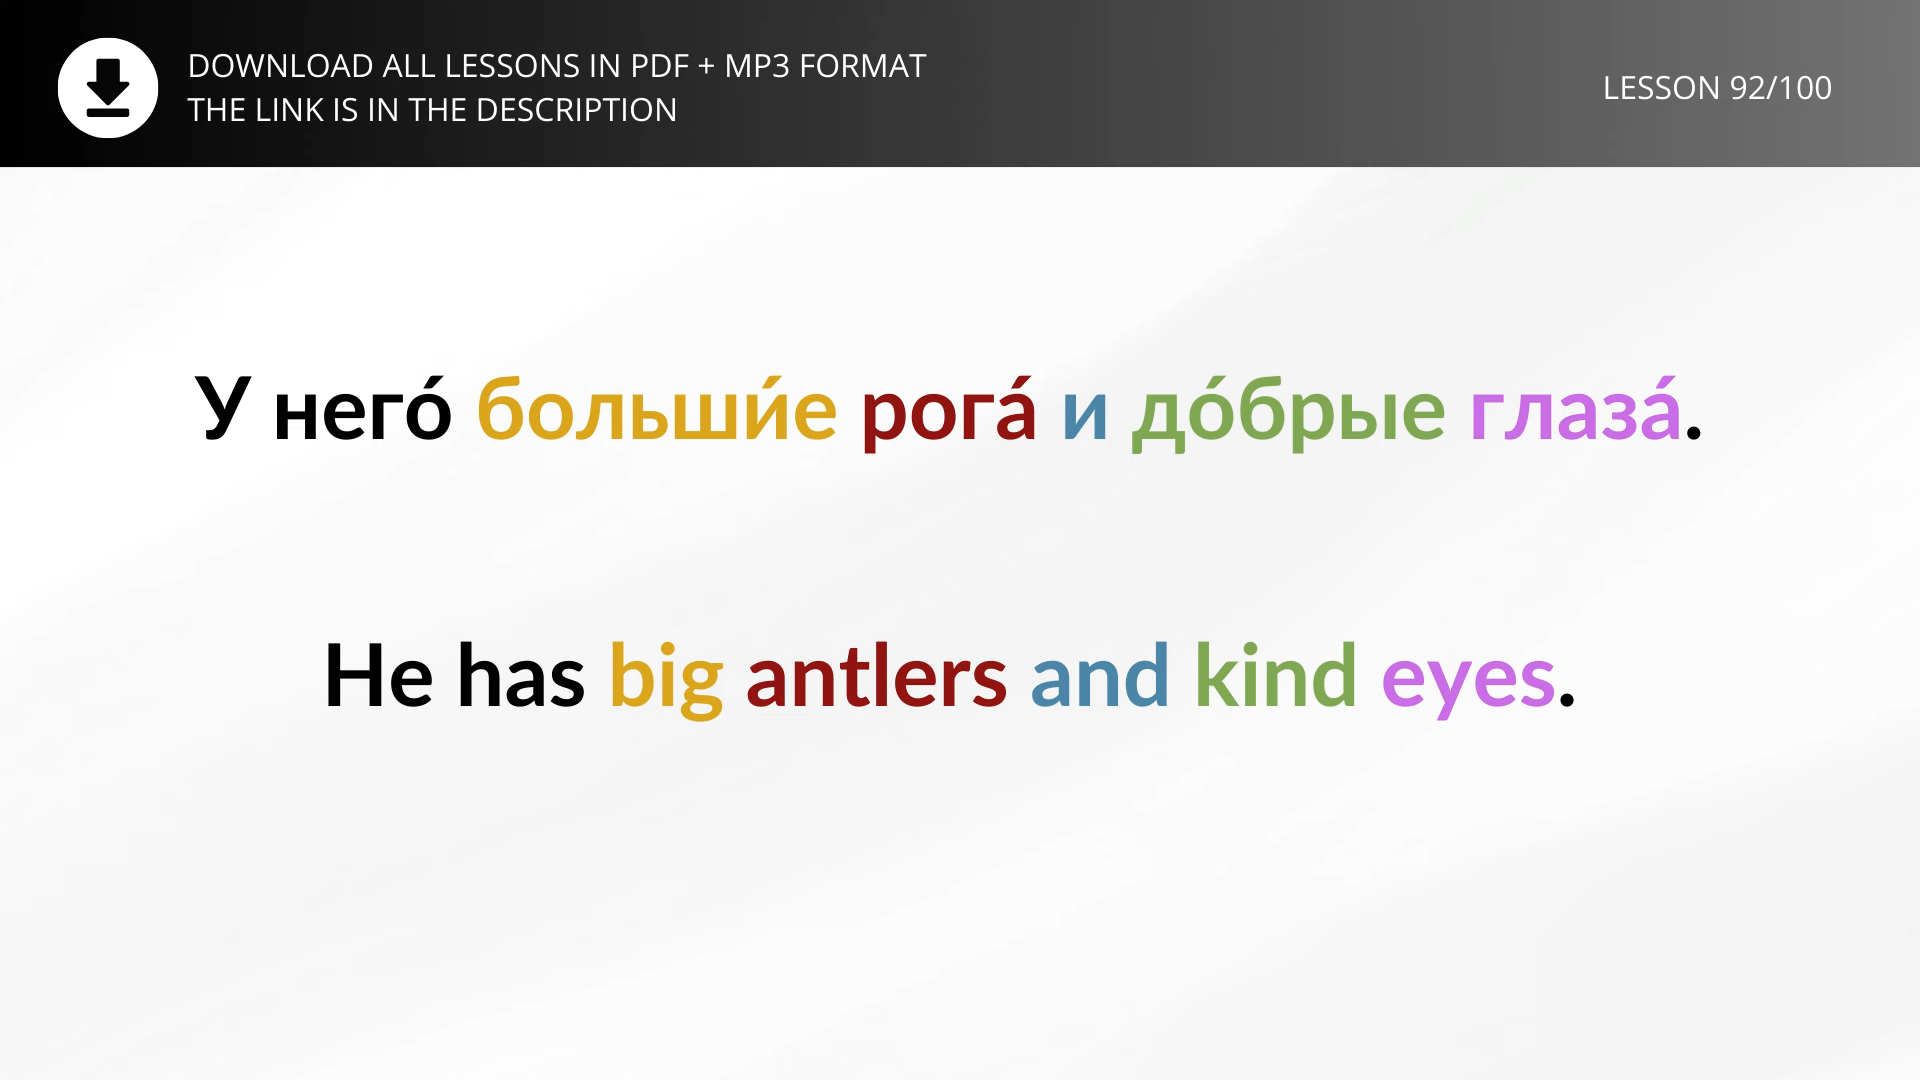 DOWNLOAD ALL LESSONS IN PDF + MP3 FORMAT
THE LINK IS IN THE DESCRIPTION
LESSON 92/100
У него́ больши́е рога́ и до́брые глаза́.
He has big antlers and kind eyes.